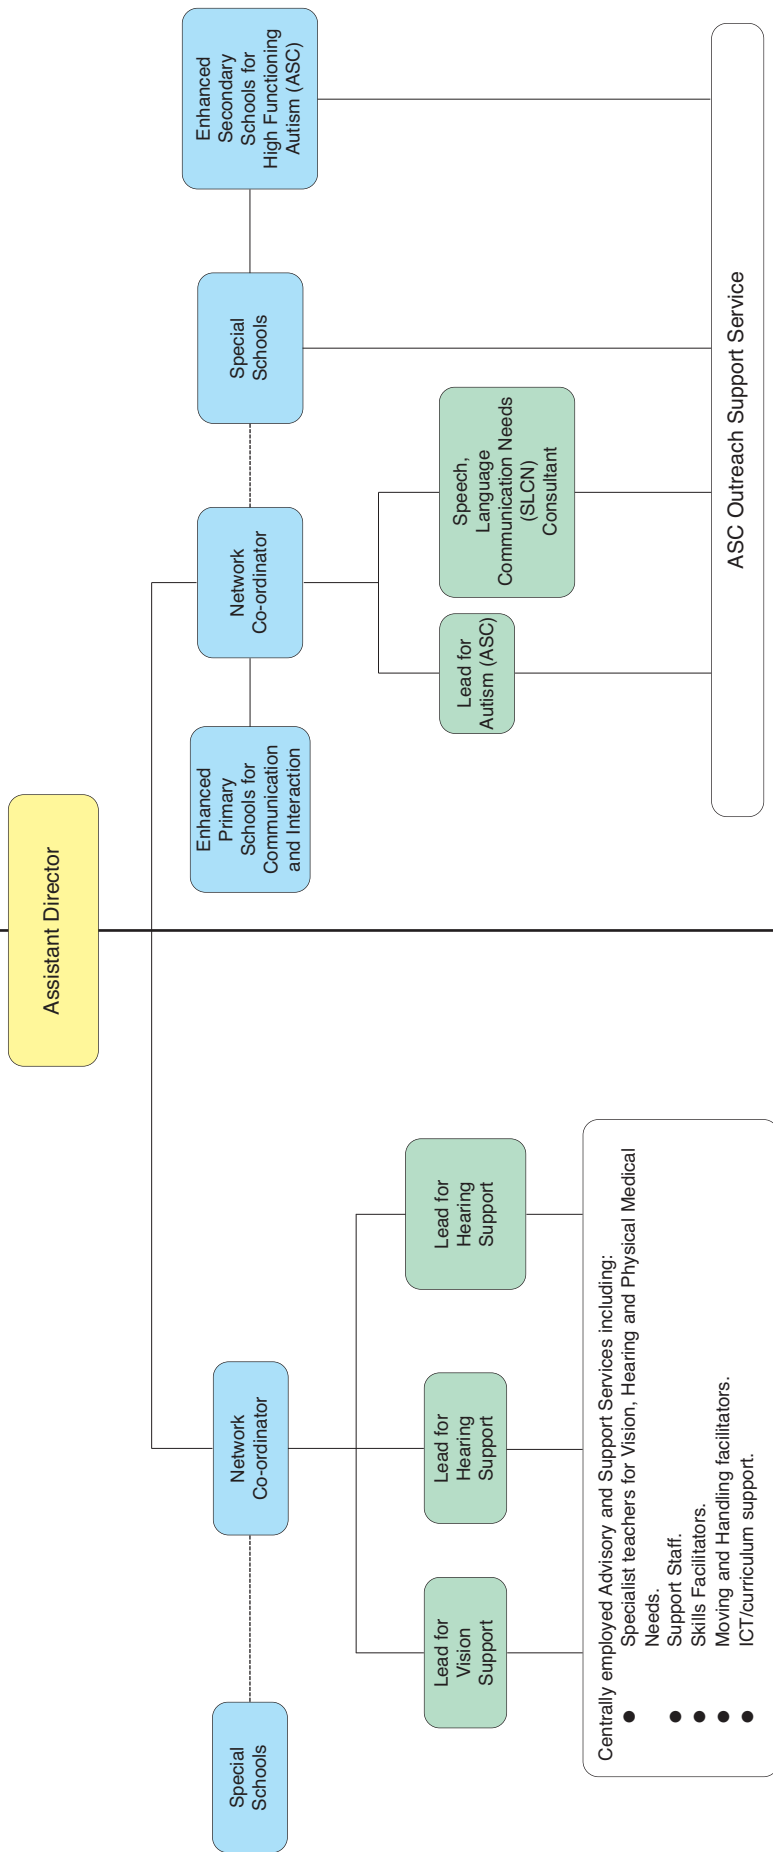 Assistant Director
Special
Schools
Network
Co-ordinator
Enhanced
Primary
Schools for
Communication
and Interaction
Network
Co-ordinator
Special
Schools
Enhanced
Secondary
Schools for
High Functioning
Autism (ASC)
Lead for
Vision
Support
Lead for
Hearing
Support
Lead for
Hearing
Support
Lead for
Autism (ASC)
Speech,
Language
Communication Needs
(SLCN)
Consultant
Centrally employed Advisory and Support Services including:
● Specialist teachers for Vision, Hearing and Physical Medical
Needs.
● Support Staff.
● Skills Facilitators.
● Moving and Handling facilitators.
● ICT/curriculum support.
ASC Outreach Support Service